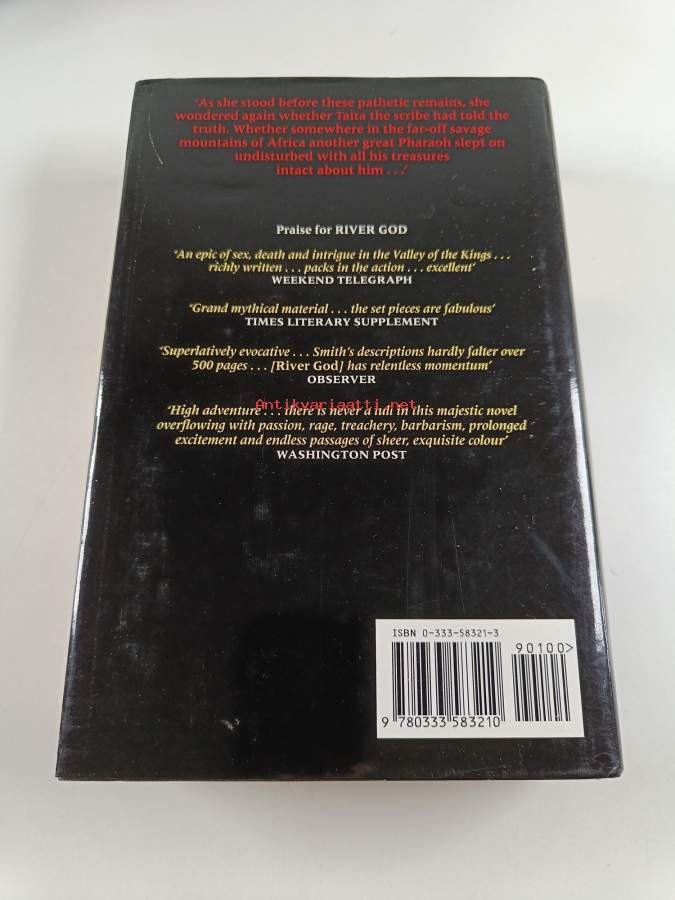 ‘As she stood before these pathetic remains, she
wondered again whether Taita the scribe had told the
truth. Whether somewhere in the far-off savage
mountains of Africa another great Pharaoh slept on
undisturbed with all his treasures
intact about him . . .’
Praise for RIVER GOD
‘An epic of sex, death and intrigue in the Valley of the Kings . . .
richly written . . . packs in the action . . . excellent’
WEEKEND TELEGRAPH
‘Grand mythical material . . . the set pieces are fabulous’
TIMES LITERARY SUPPLEMENT
‘Superlatively evocative . . . Smith’s descriptions hardly falter over
500 pages . . . [River God] has relentless momentum’
OBSERVER
Antikvariaatti.net
‘High adventure . . . there is never a lull in this majestic novel
overflowing with passion, rage, treachery, barbarism, prolonged
excitement and endless passages of sheer, exquisite colour’
WASHINGTON POST
ISBN 0-333-58321-3
90100>
9 780333 583210